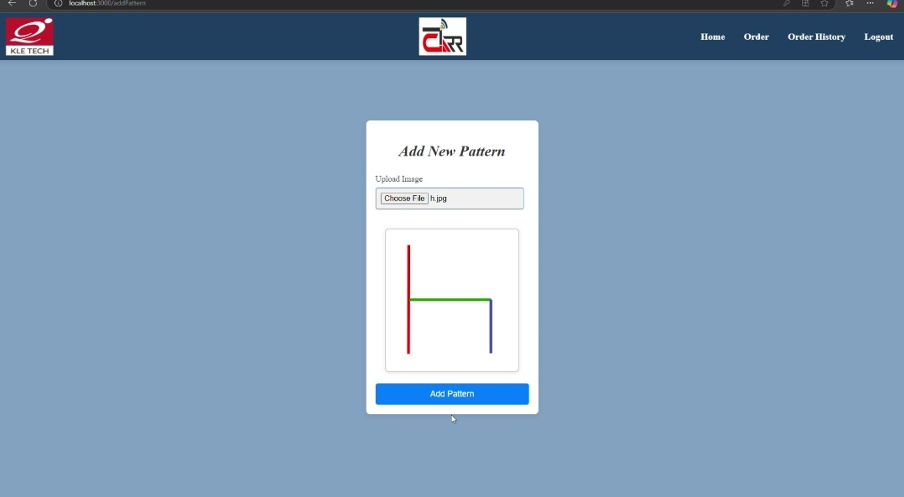 localhost:3000/addPattern
KLE TECH
Home Order Order History Logout
Add New Pattern
Upload Image
Choose File h.jpg
Add Pattern